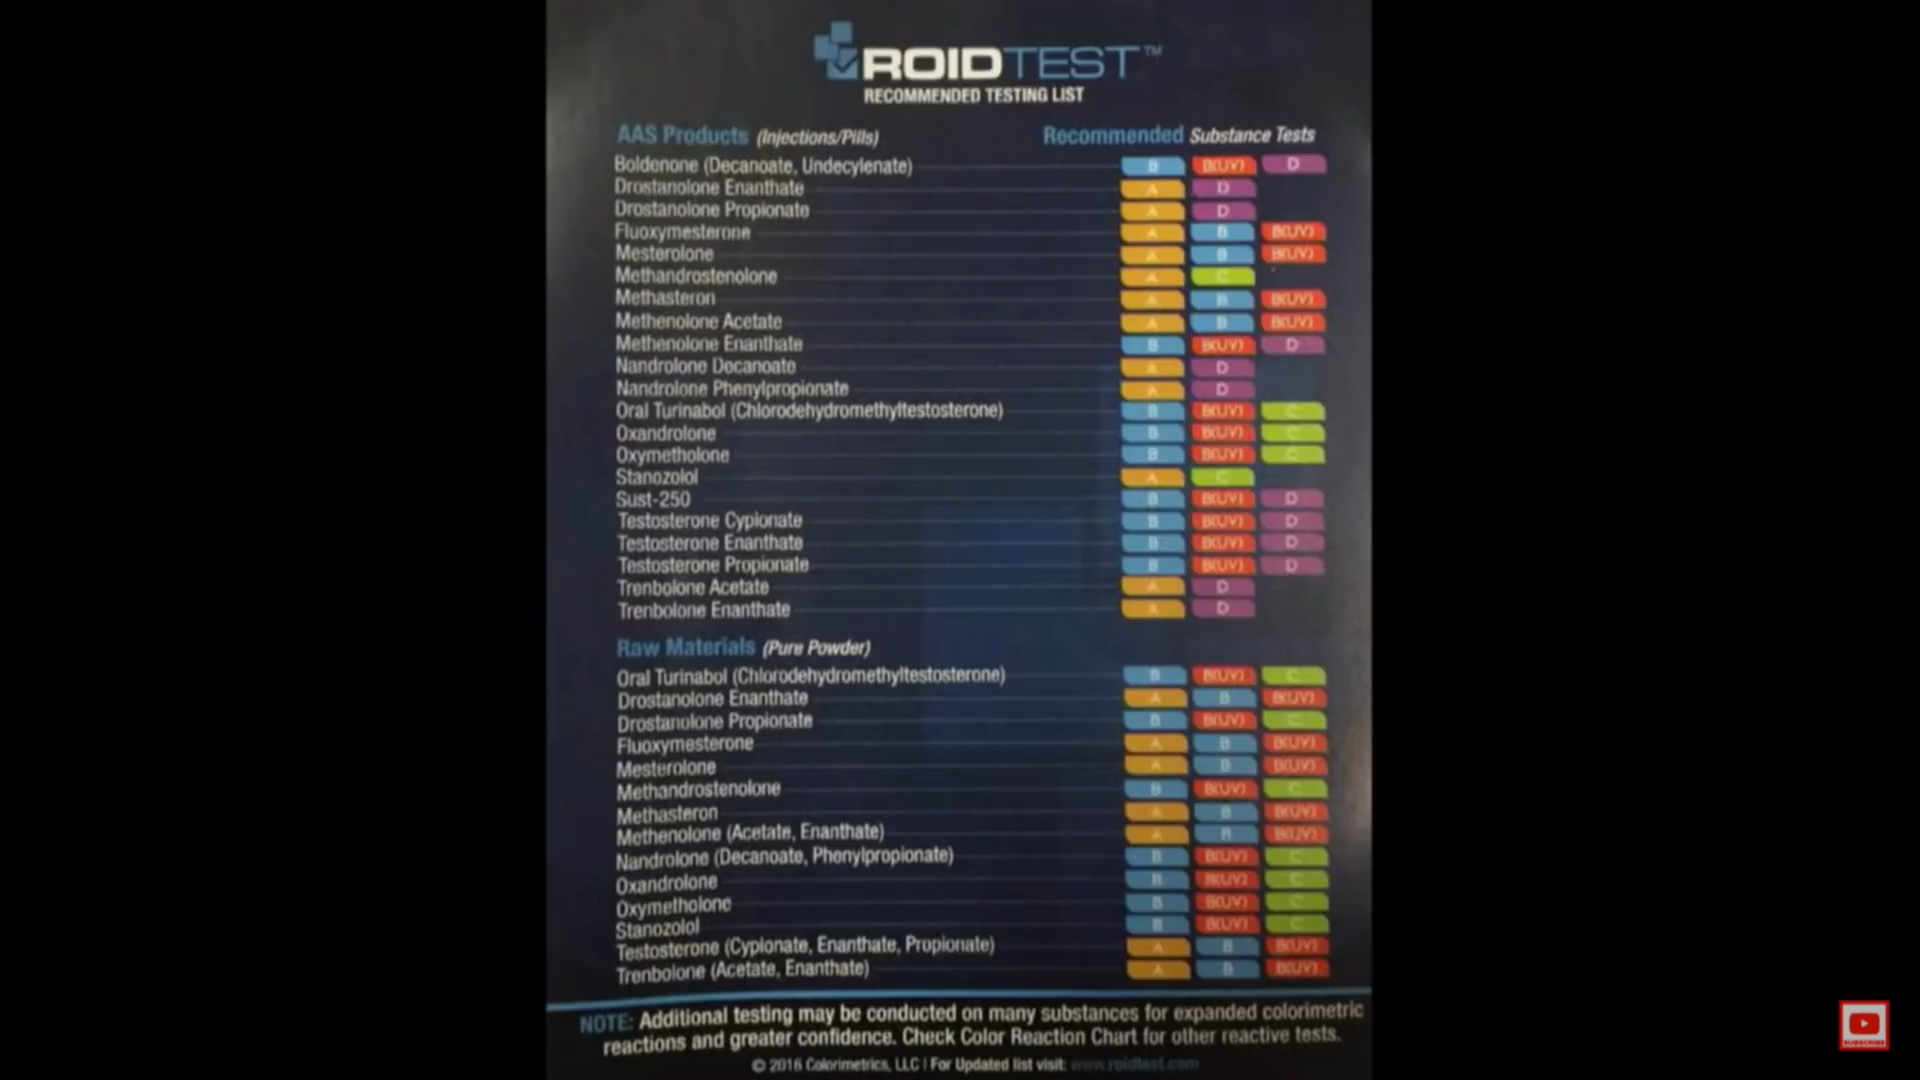 ROIDTEST™
RECOMMENDED TESTING LIST
AAS Products (Injections/Pills) Recommended Substance Tests
Boldenone (Decanoate, Undecylenate) B B(UV) D
Drostanolone Enanthate A D
Drostanolone Propionate A D
Fluoxymesterone A B B(UV)
Mesterolone A B B(UV)
Methandrostenolone A C
Methasteron A B B(UV)
Methenolone Acetate A B B(UV)
Methenolone Enanthate B B(UV) D
Nandrolone Decanoate A D
Nandrolone Phenylpropionate A D
Oral Turinabol (Chlorodehydromethyltestosterone) B B(UV) C
Oxandrolone B B(UV) C
Oxymetholone B B(UV) C
Stanozolol A C
Sust-250 B B(UV) D
Testosterone Cypionate B B(UV) D
Testosterone Enanthate B B(UV) D
Testosterone Propionate B B(UV) D
Trenbolone Acetate A D
Trenbolone Enanthate A D
Raw Materials (Pure Powder)
Oral Turinabol (Chlorodehydromethyltestosterone) B B(UV) C
Drostanolone Enanthate A B B(UV)
Drostanolone Propionate B B(UV) C
Fluoxymesterone A B B(UV)
Mesterolone A B B(UV)
Methandrostenolone B B(UV) C
Methasteron A B B(UV)
Methenolone (Acetate, Enanthate) A B B(UV)
Nandrolone (Decanoate, Phenylpropionate) B B(UV) C
Oxandrolone B B(UV) C
Oxymetholone B B(UV) C
Stanozolol B B(UV) C
Testosterone (Cypionate, Enanthate, Propionate) A B B(UV)
Trenbolone (Acetate, Enanthate) A B B(UV)
NOTE: Additional testing may be conducted on many substances for expanded colorimetric
reactions and greater confidence. Check Color Reaction Chart for other reactive tests.
© 2016 Colorimetrics, LLC | For Updated list visit: www.roidtest.com
SUBSCRIBE